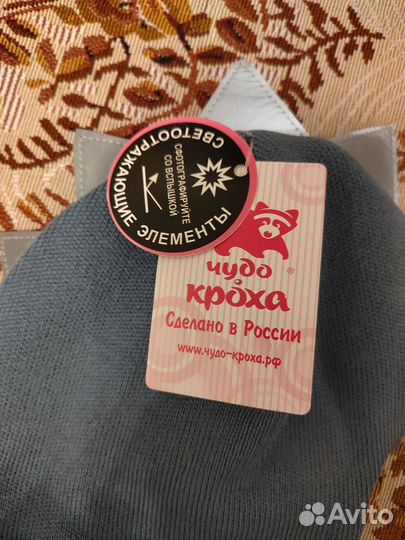 СВЕТООТРАЖАЮЩИЕ ЭЛЕМЕНТЫ
СФОТОГРАФИРУЙТЕ
СО ВСПЫШКОЙ
чудо
кроха®
Сделано в России
www.чудо-кроха.рф
Avito